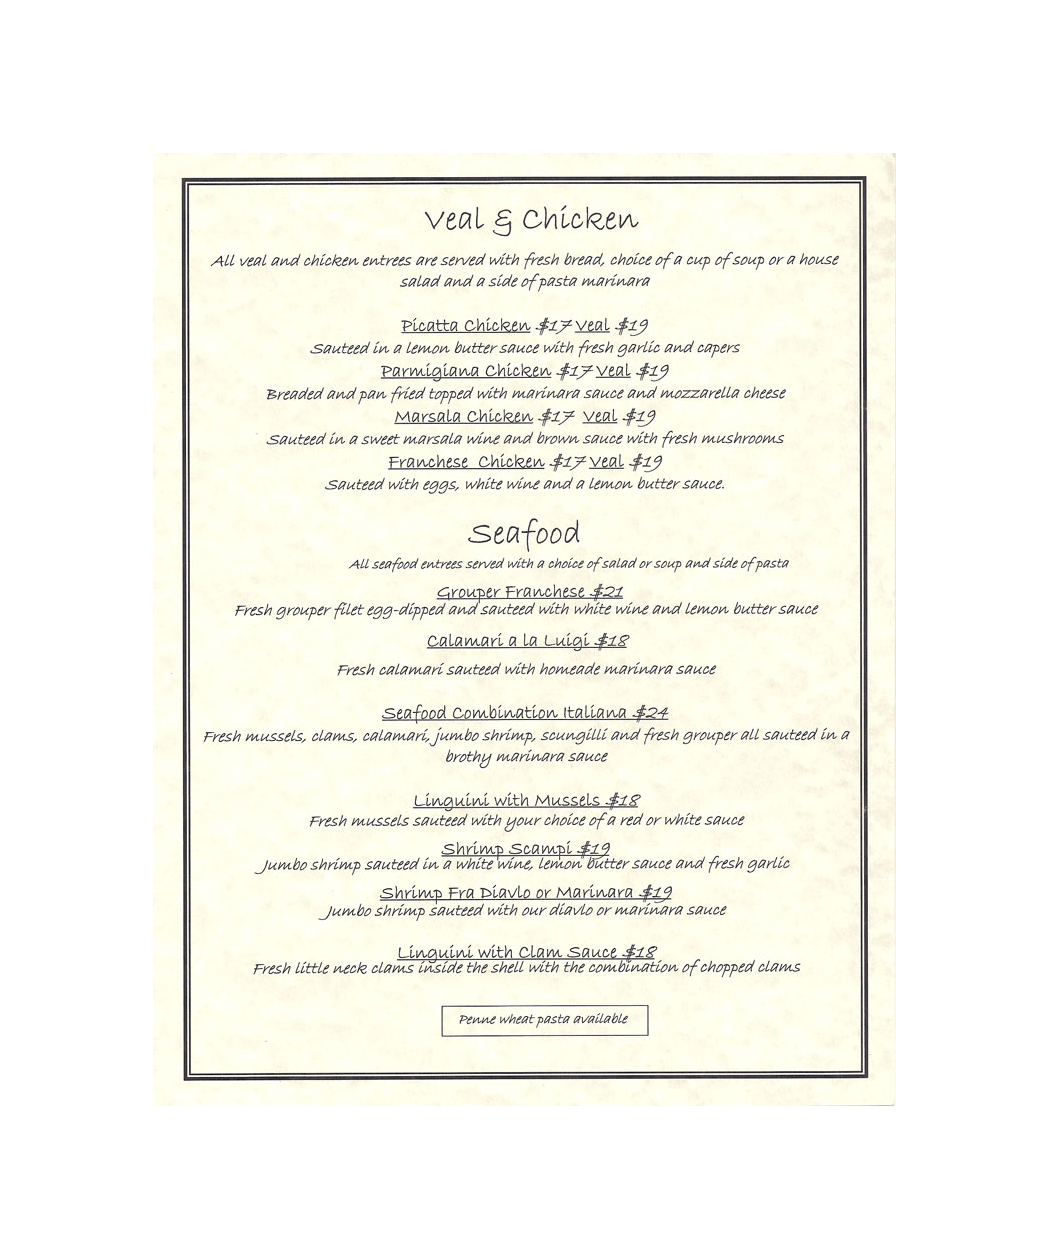 Veal & Chicken
All veal and chicken entrees are served with fresh bread, choice of a cup of soup or a house
salad and a side of pasta marinara
Picatta Chicken $17 Veal $19
Sauteed in a lemon butter sauce with fresh garlic and capers
Parmigiana Chicken $17 Veal $19
Breaded and pan fried topped with marinara sauce and mozzarella cheese
Marsala Chicken $17 Veal $19
Sauteed in a sweet marsala wine and brown sauce with fresh mushrooms
Franchese Chicken $17 Veal $19
Sauteed with eggs, white wine and a lemon butter sauce.
Seafood
All seafood entrees served with a choice of salad or soup and side of pasta
Grouper Franchese $21
Fresh grouper filet egg-dipped and sauteed with white wine and lemon butter sauce
Calamari a la Luigi $18
Fresh calamari sauteed with homeade marinara sauce
Seafood Combination Italiana $24
Fresh mussels, clams, calamari, jumbo shrimp, scungilli and fresh grouper all sauteed in a
brothy marinara sauce
Linguini with Mussels $18
Fresh mussels sauteed with your choice of a red or white sauce
Shrimp Scampi $19
Jumbo shrimp sauteed in a white wine, lemon butter sauce and fresh garlic
Shrimp Fra Diavlo or Marinara $19
Jumbo shrimp sauteed with our diavlo or marinara sauce
Linguini with Clam Sauce $18
Fresh little neck clams inside the shell with the combination of chopped clams
Penne wheat pasta available